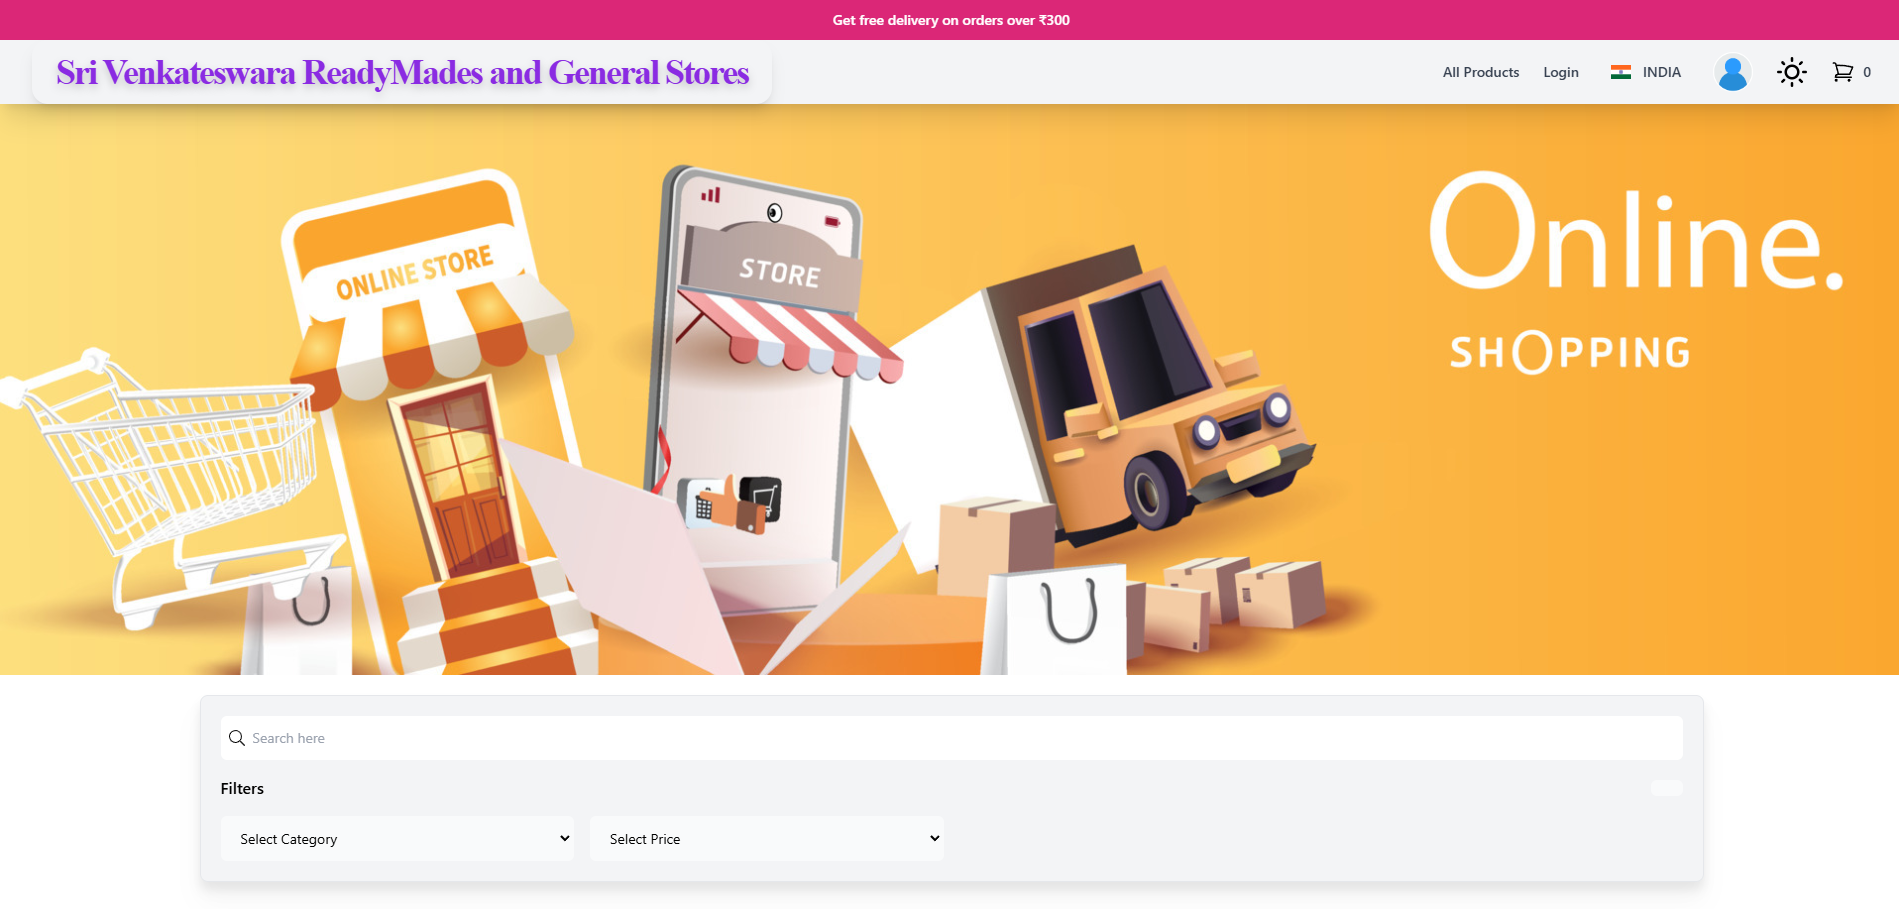 Get free delivery on orders over ₹300
Sri Venkateswara ReadyMades and General Stores
All Products
Login
INDIA
0
ONLINE STORE
STORE
Online.
SHOPPING
Search here
Filters
Select Category
Select Price